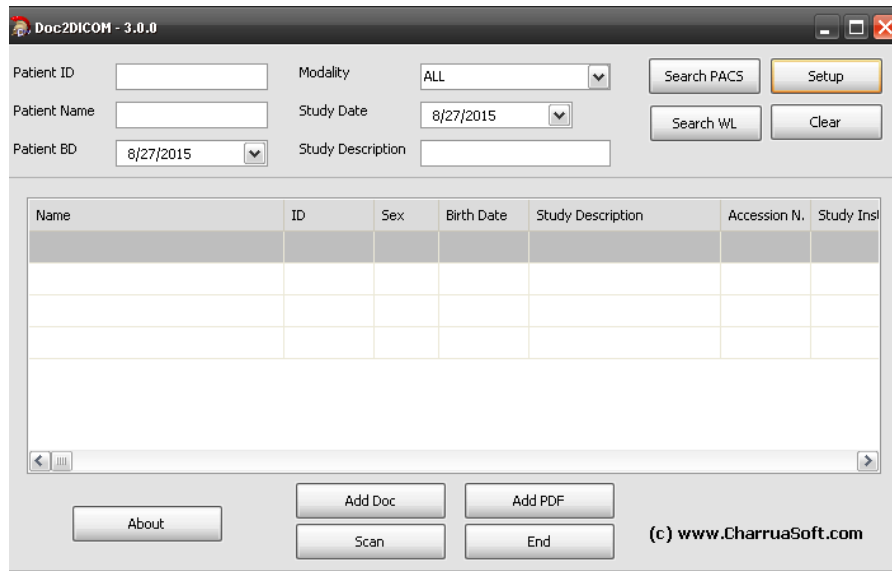 Doc2DICOM - 3.0.0
Patient ID
Modality
ALL
Search PACS
Setup
Patient Name
Study Date
8/27/2015
Search WL
Clear
Patient BD
8/27/2015
Study Description
Name ID Sex Birth Date Study Description Accession N. Study Inst
About
Add Doc
Add PDF
Scan
End
(c) www.CharruaSoft.com